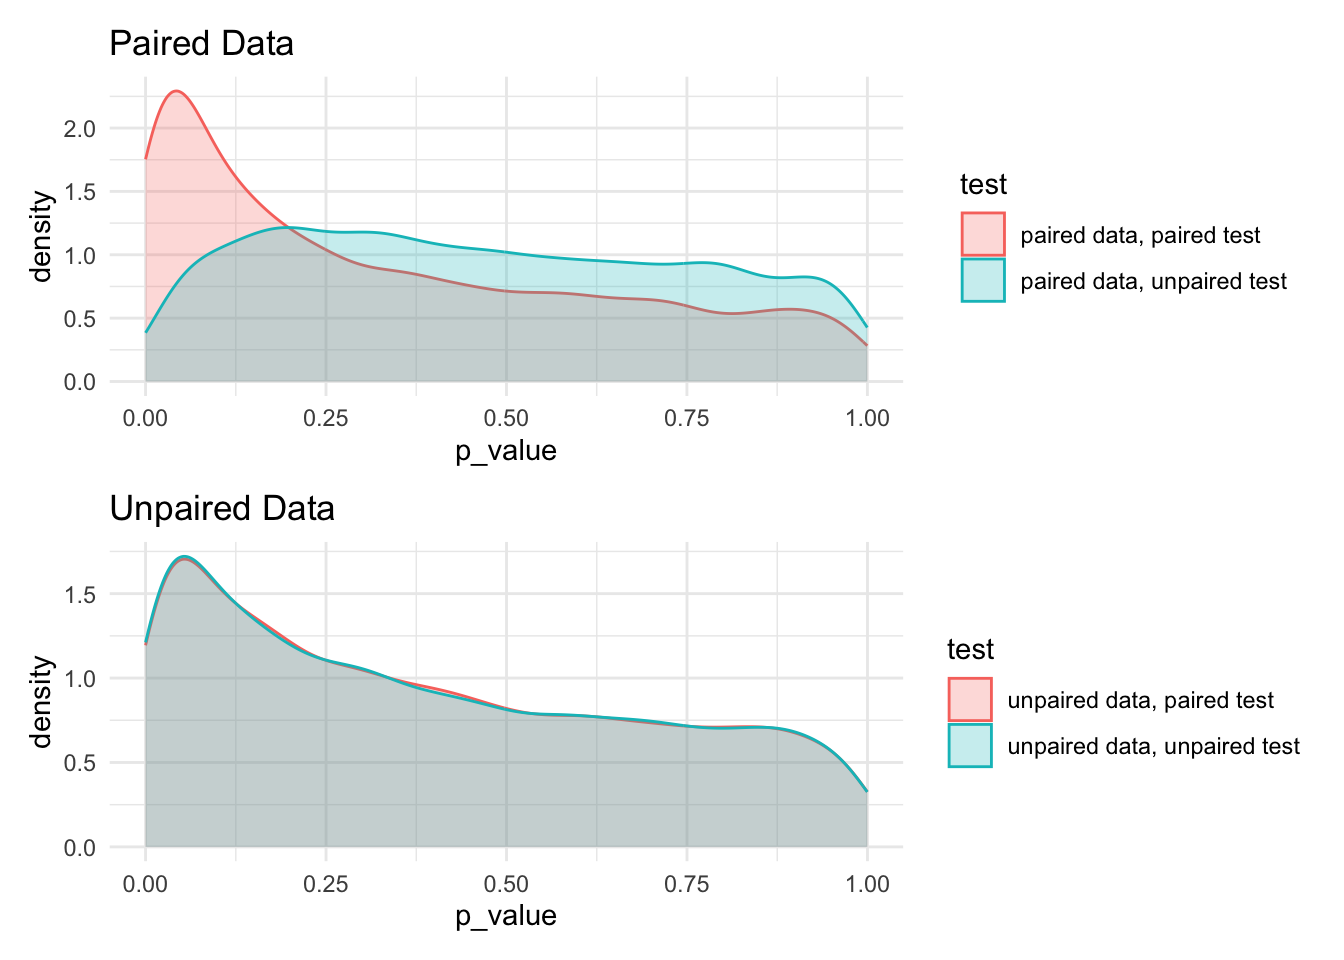 Paired Data
2.0
1.5
1.0
0.5
0.0
density
0.00 0.25 0.50 0.75 1.00
p_value
test
paired data, paired test
paired data, unpaired test
Unpaired Data
1.5
1.0
0.5
0.0
density
0.00 0.25 0.50 0.75 1.00
p_value
test
unpaired data, paired test
unpaired data, unpaired test